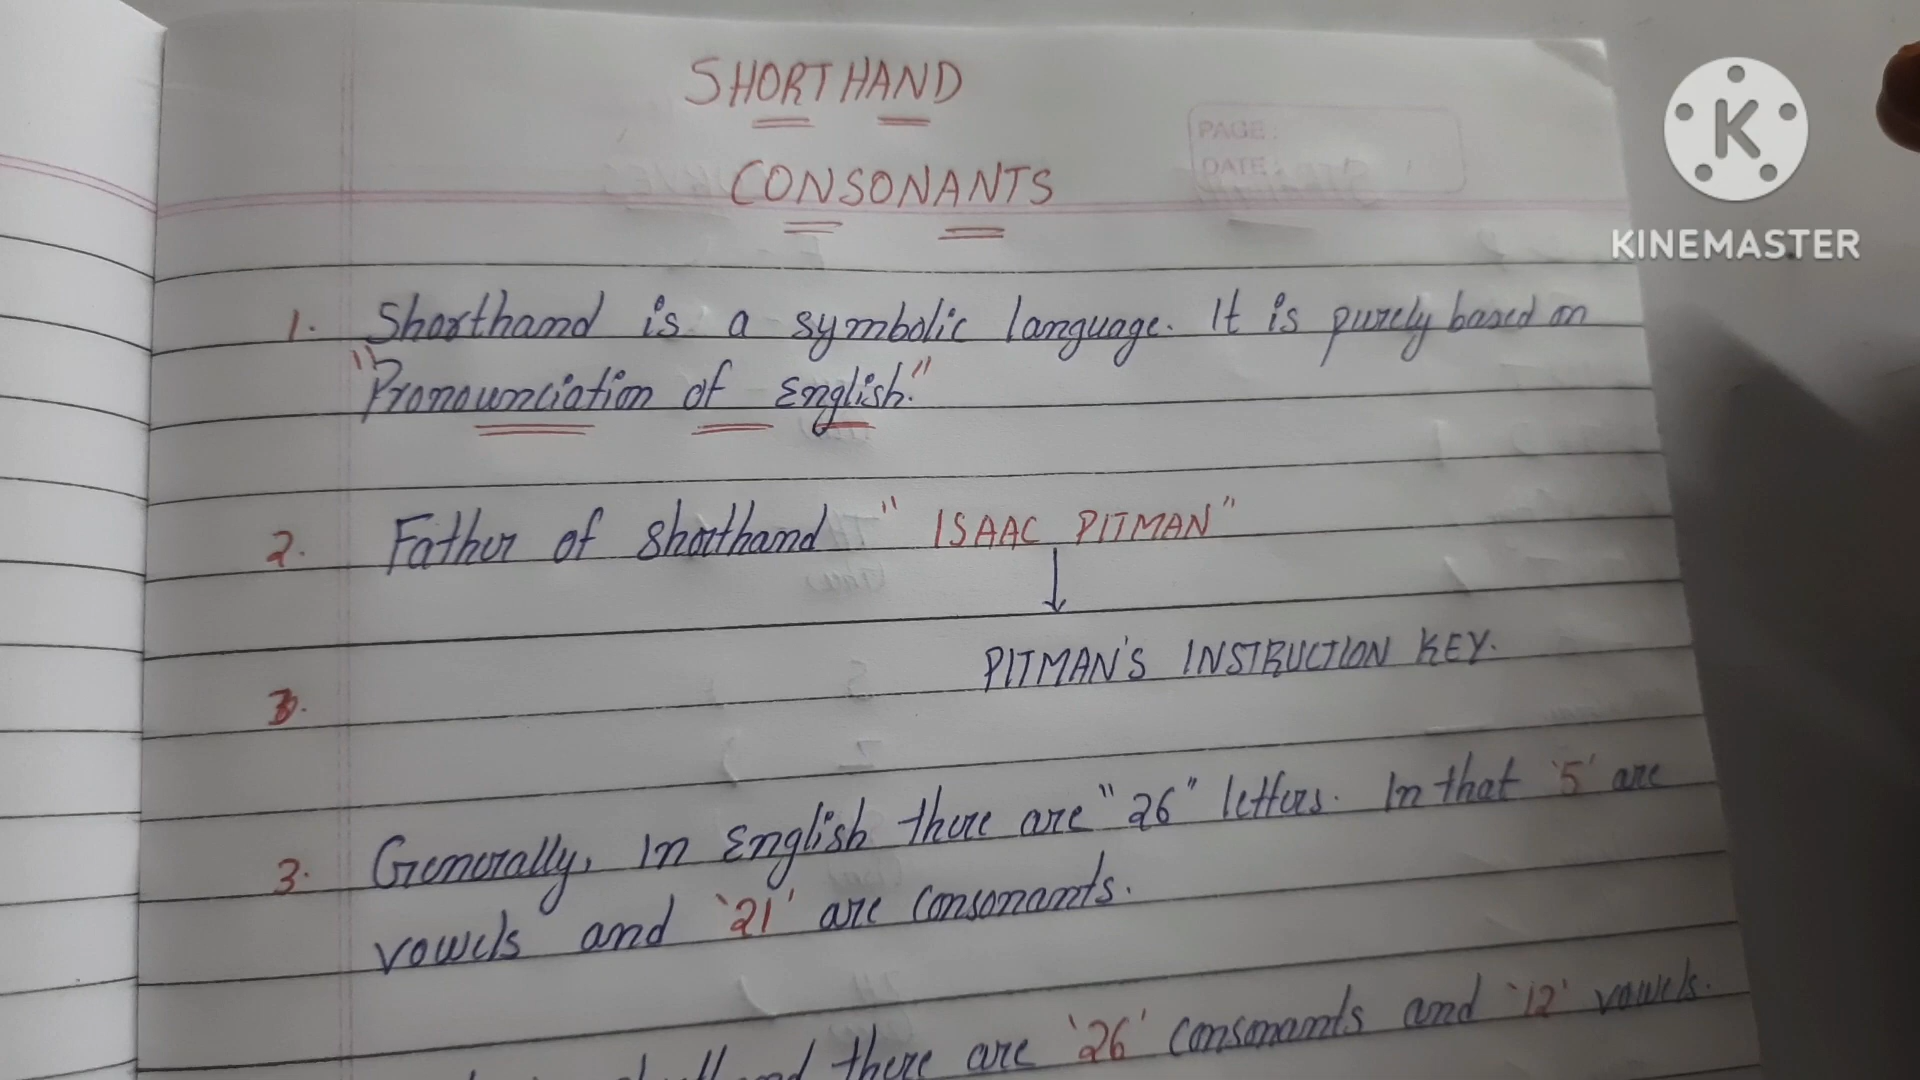 SHORTHAND
CONSONANTS
PAGE:
DATE:
KINEMASTER
1. Shorthand is a symbolic language. It is purely based on
"Pronounciation of English."
2. Father of Shorthand "ISAAC PITMAN"
↓
PITMAN'S INSTRUCTION KEY.
3.
3. Generally, in English there are "26" letters. In that '5' are
vowels and '21' are consonants.
there are '26' consonants and '12' vowels.